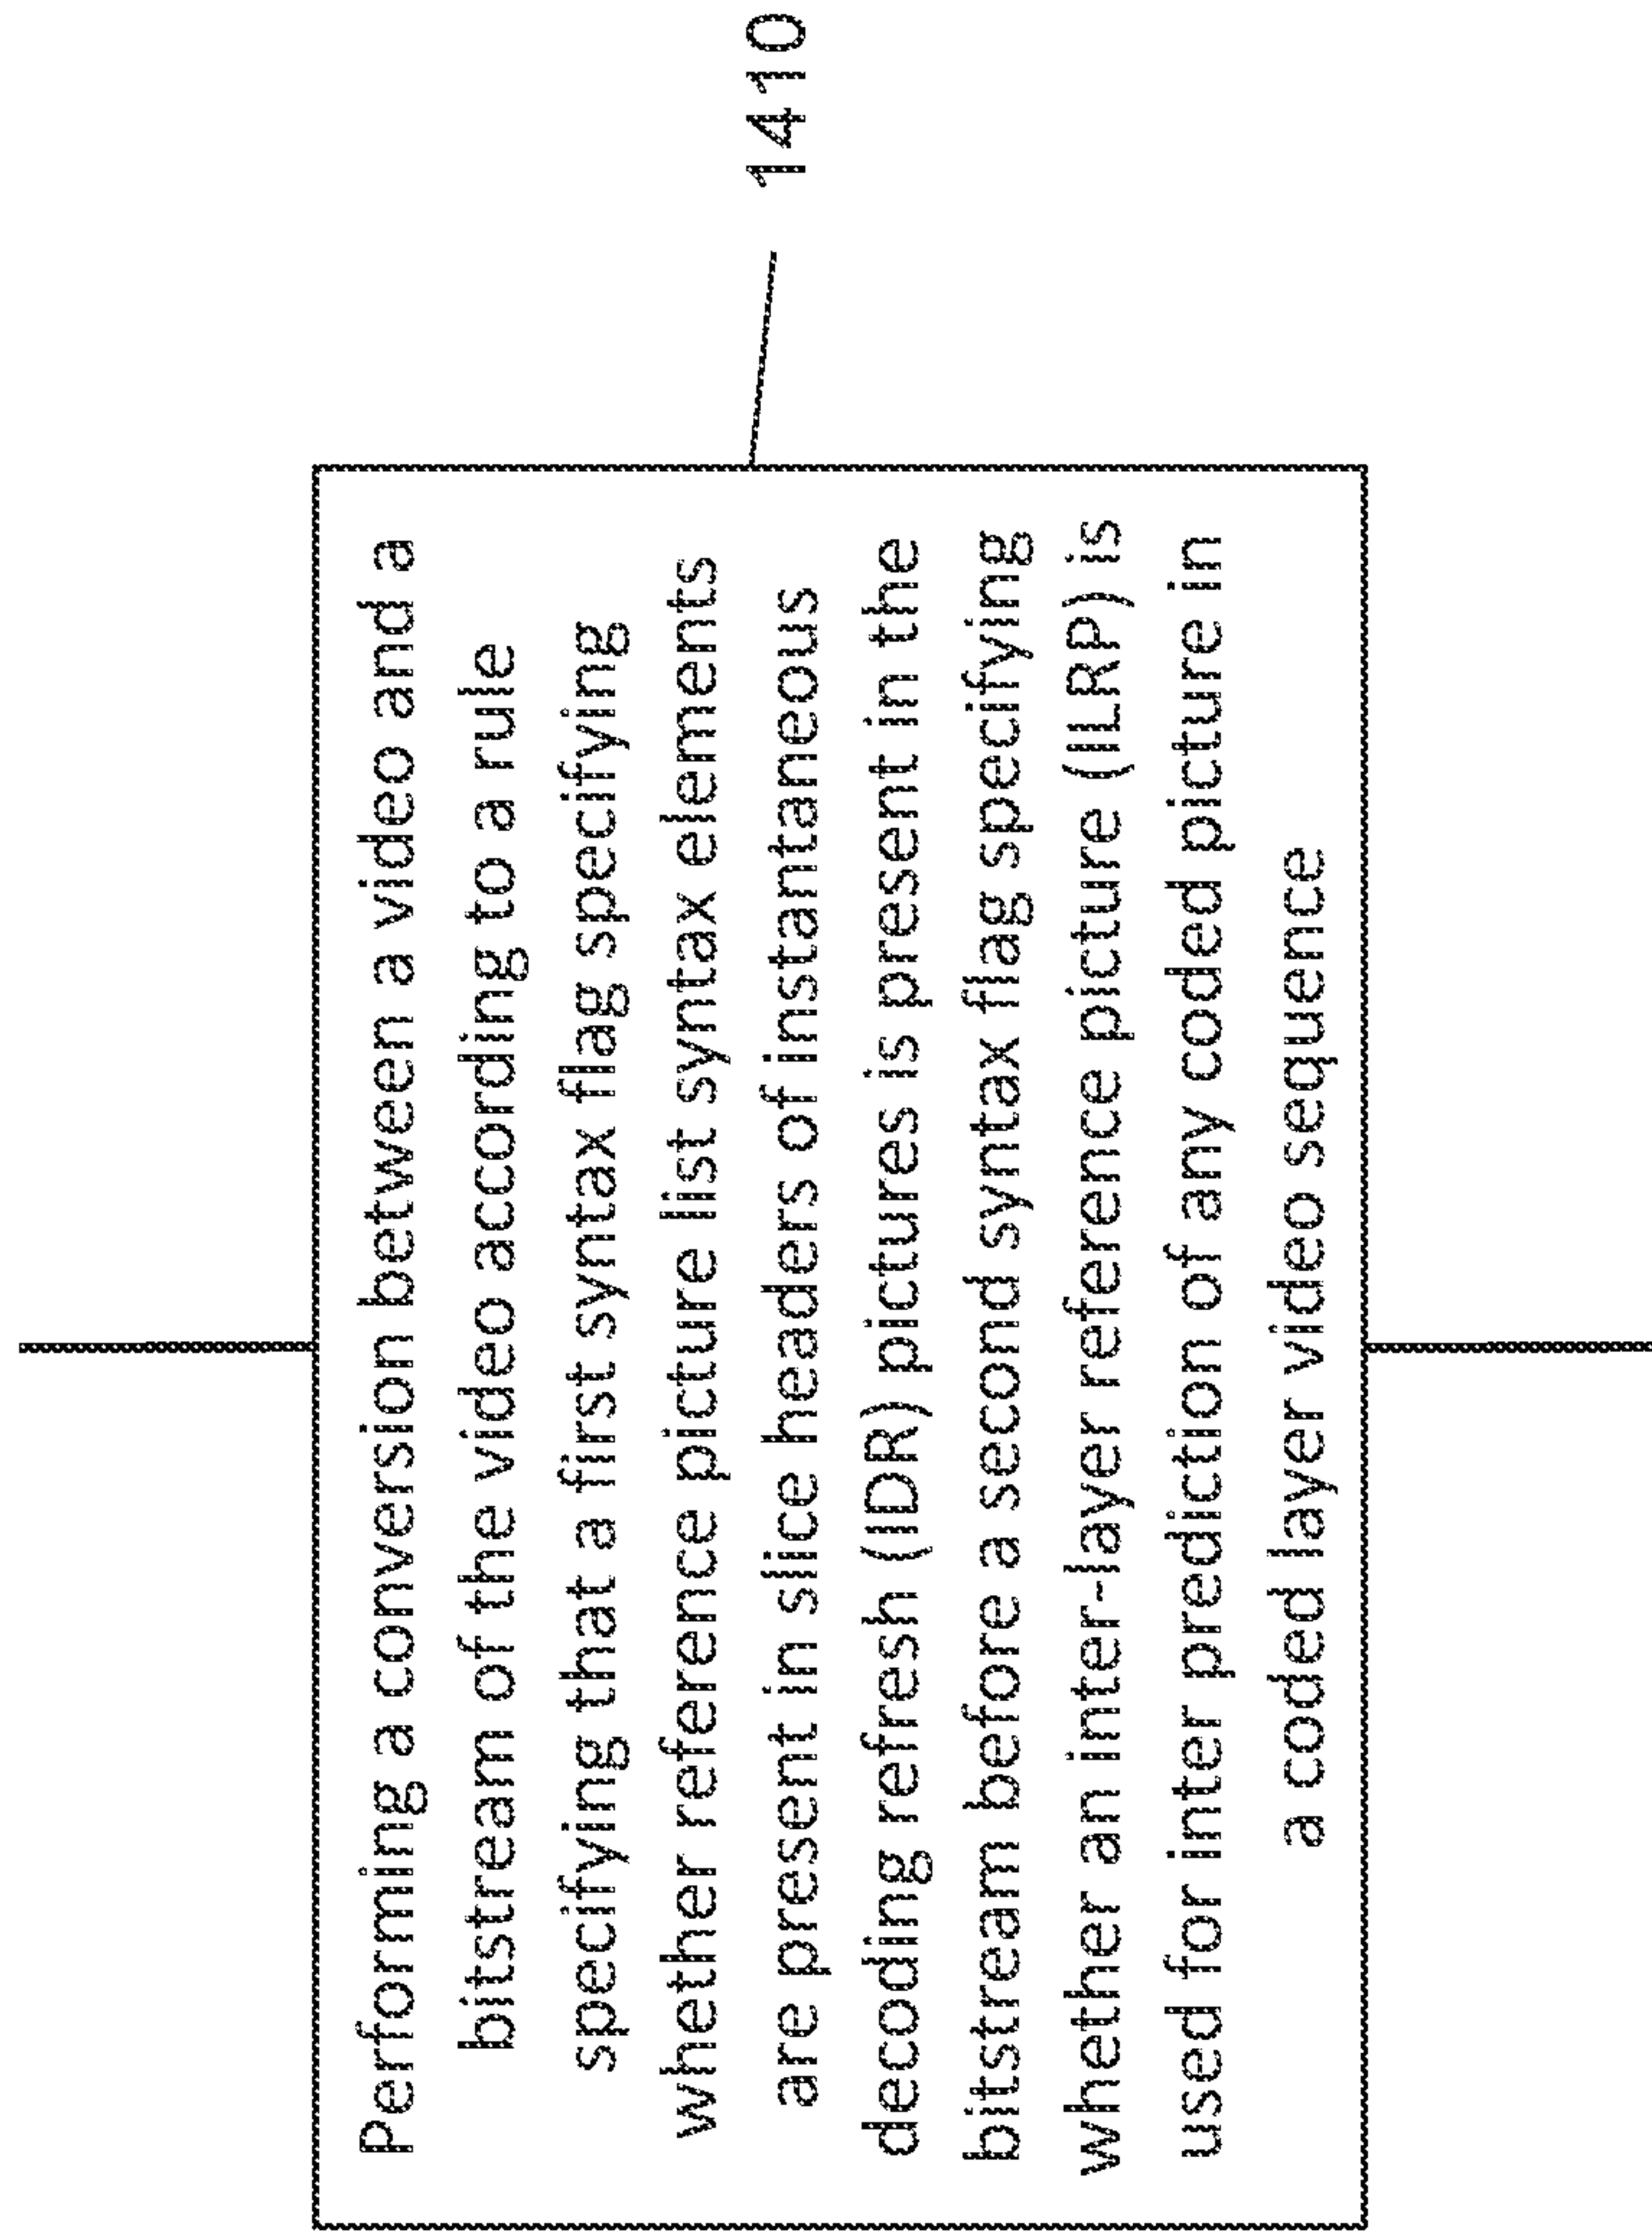 Performing a conversion between a video and a
bitstream of the video according to a rule
specifying that a first syntax flag specifying
whether reference picture list syntax elements
are present in slice headers of instantaneous
decoding refresh (IDR) pictures is present in the
bitstream before a second syntax flag specifying
whether an inter-layer reference picture (ILRP) is
used for inter prediction of any coded picture in
a coded layer video sequence
1410